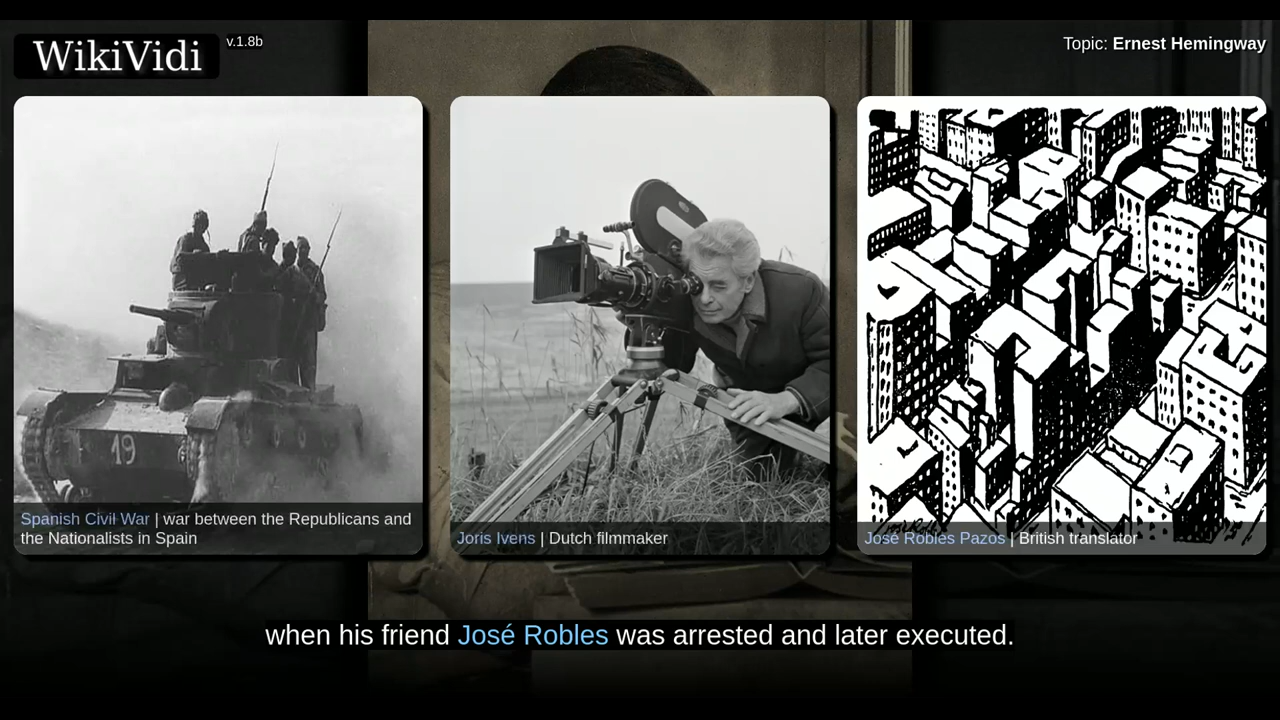 WikiVidi v.1.8b
Topic: Ernest Hemingway
19
Spanish Civil War | war between the Republicans and
the Nationalists in Spain
Joris Ivens | Dutch filmmaker
José Robles Pazos | British translator
when his friend José Robles was arrested and later executed.